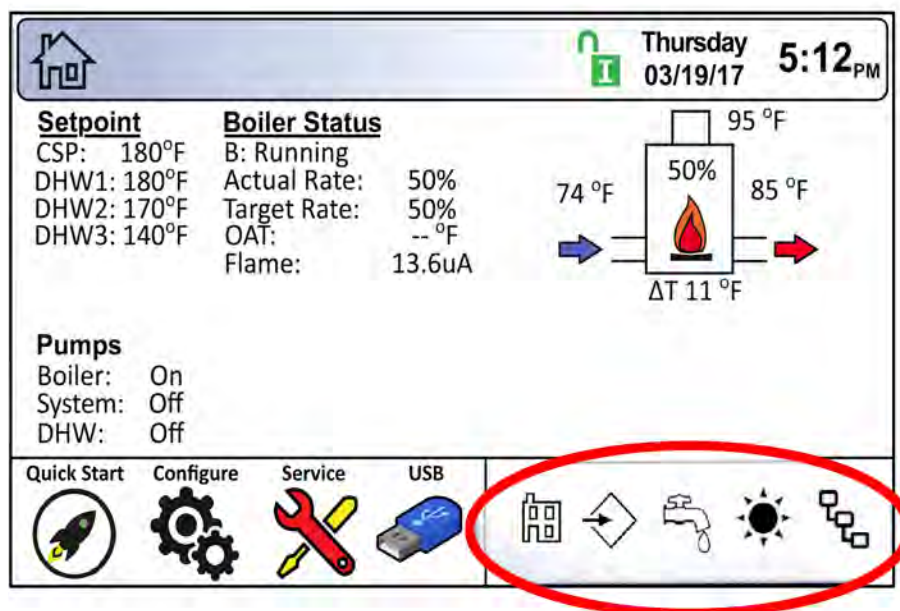 Thursday
03/19/17
5:12 PM
I
Setpoint
CSP: 180°F
DHW1: 180°F
DHW2: 170°F
DHW3: 140°F
Boiler Status
B: Running
Actual Rate: 50%
Target Rate: 50%
OAT: -- °F
Flame: 13.6uA
95 °F
50%
74 °F
85 °F
ΔT 11 °F
Pumps
Boiler: On
System: Off
DHW: Off
Quick Start
Configure
Service
USB